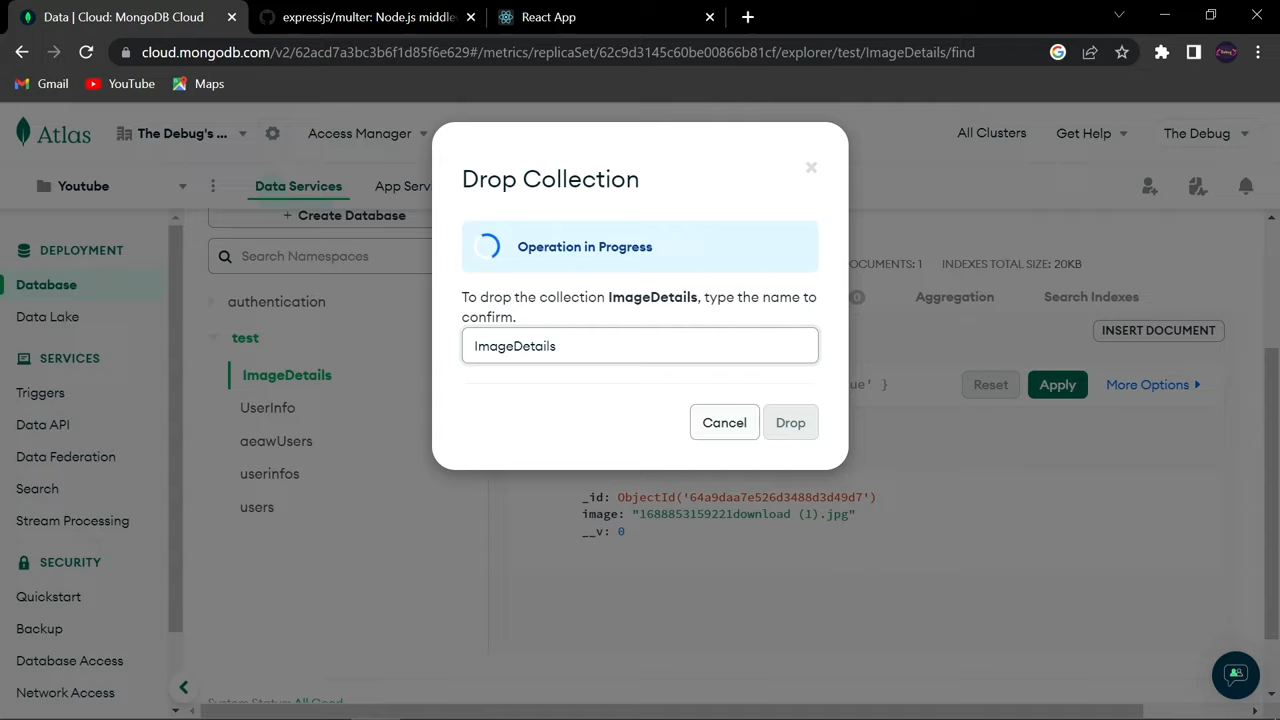 Data | Cloud: MongoDB Cloud
expressjs/multer: Node.js middle
React App
cloud.mongodb.com/v2/62acd7a3bc3b6f1d85f6e629#/metrics/replicaSet/62c9d3145c60be00866b81cf/explorer/test/ImageDetails/find
Gmail
YouTube
Maps
Atlas
The Debug's ...
Access Manager
All Clusters
Get Help
The Debug
Youtube
Data Services
App Serv
+ Create Database
Search Namespaces
DEPLOYMENT
Database
Data Lake
SERVICES
Triggers
Data API
Data Federation
Search
Stream Processing
SECURITY
Quickstart
Backup
Database Access
Network Access
authentication
test
ImageDetails
UserInfo
aeawUsers
userinfos
users
Drop Collection
Operation in Progress
To drop the collection ImageDetails, type the name to
confirm.
ImageDetails
Cancel
Drop
OCUMENTS: 1 INDEXES TOTAL SIZE: 20KB
0
Aggregation
Search Indexes
INSERT DOCUMENT
ue' }
Reset
Apply
More Options
_id: ObjectId('64a9daa7e526d3488d3d49d7')
image: "1688853159221download (1).jpg"
__v: 0
System Status: All Good